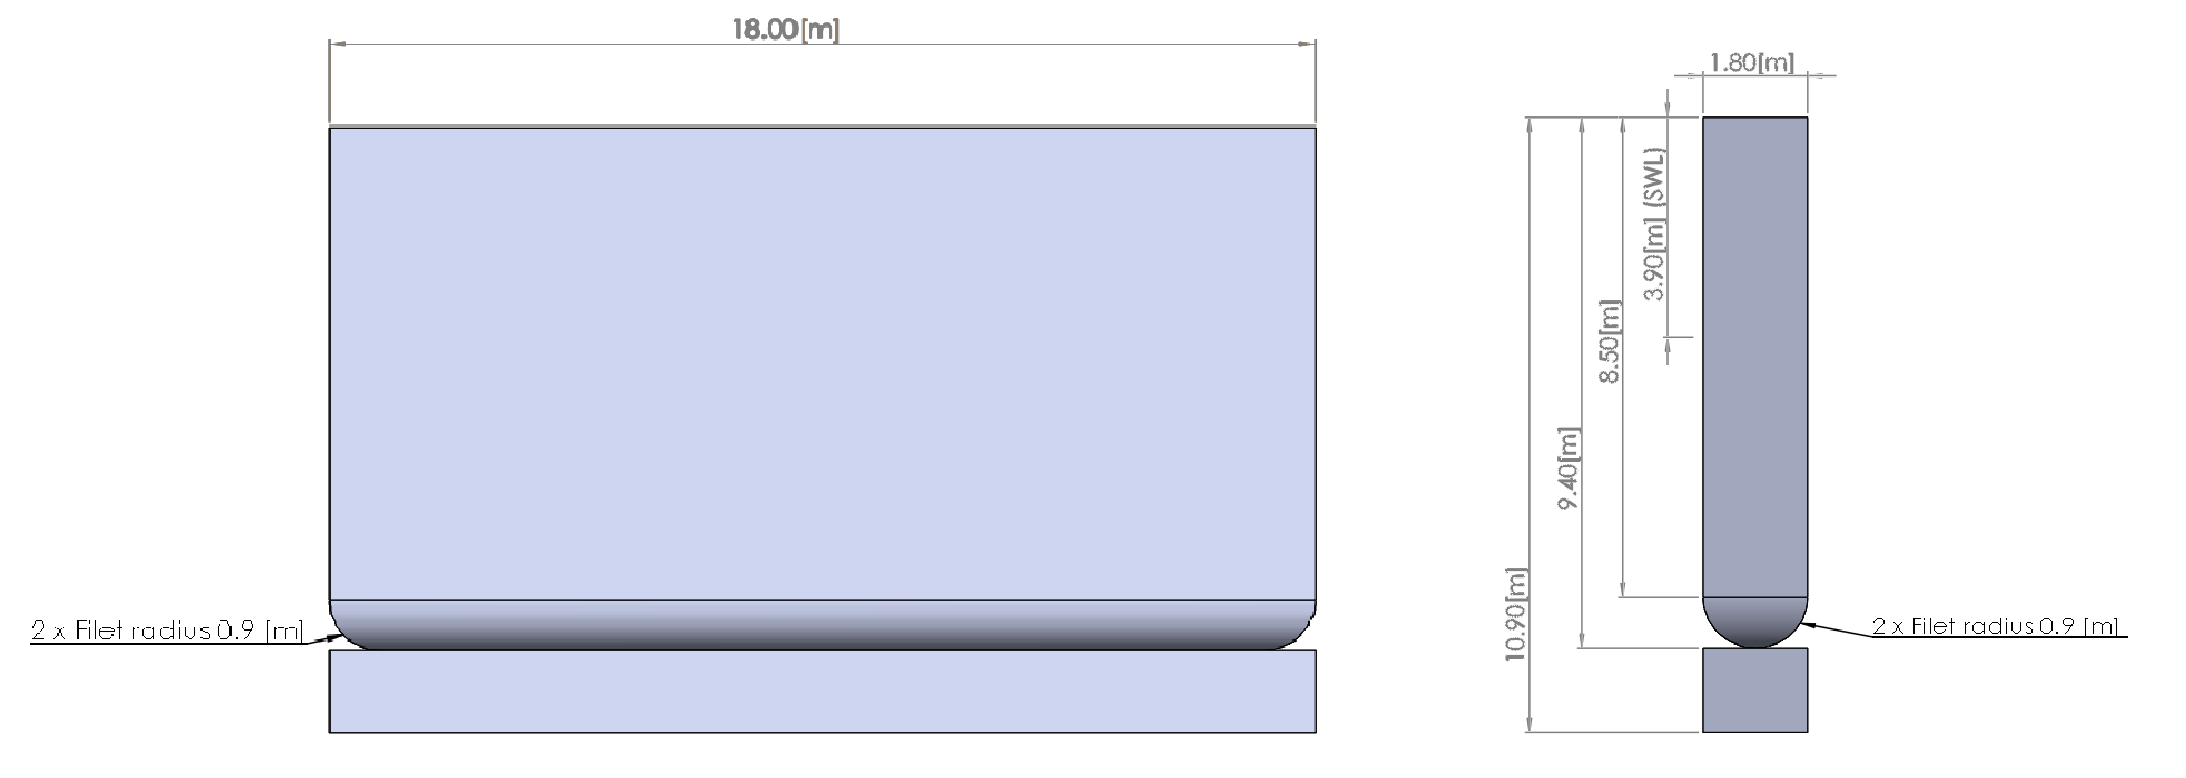 18.00[m]
1.80[m]
3.90[m] (SWL)
8.50[m]
9.40[m]
10.90[m]
2 x Filet radius 0.9 [m]
2 x Filet radius 0.9 [m]